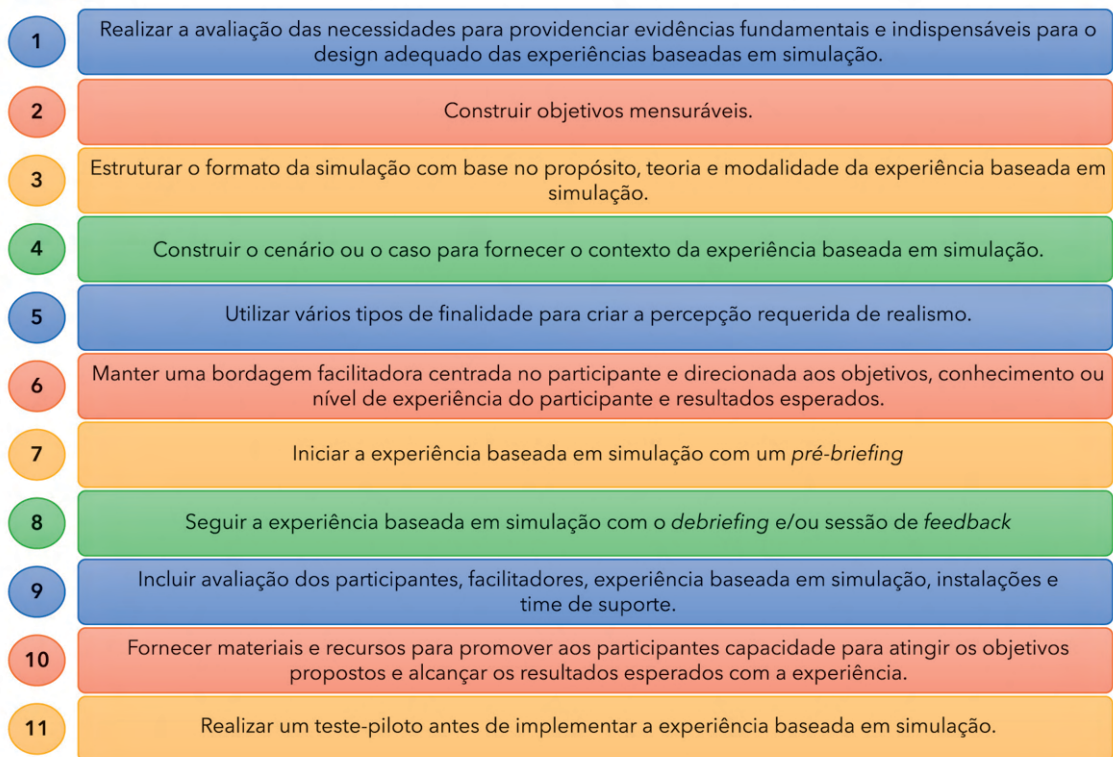 1
Realizar a avaliação das necessidades para providenciar evidências fundamentais e indispensáveis para o
design adequado das experiências baseadas em simulação.
2
Construir objetivos mensuráveis.
3
Estruturar o formato da simulação com base no propósito, teoria e modalidade da experiência baseada em
simulação.
4
Construir o cenário ou o caso para fornecer o contexto da experiência baseada em simulação.
5
Utilizar vários tipos de finalidade para criar a percepção requerida de realismo.
6
Manter uma bordagem facilitadora centrada no participante e direcionada aos objetivos, conhecimento ou
nível de experiência do participante e resultados esperados.
7
Iniciar a experiência baseada em simulação com um pré-briefing
8
Seguir a experiência baseada em simulação com o debriefing e/ou sessão de feedback
9
Incluir avaliação dos participantes, facilitadores, experiência baseada em simulação, instalações e
time de suporte.
10
Fornecer materiais e recursos para promover aos participantes capacidade para atingir os objetivos
propostos e alcançar os resultados esperados com a experiência.
11
Realizar um teste-piloto antes de implementar a experiência baseada em simulação.